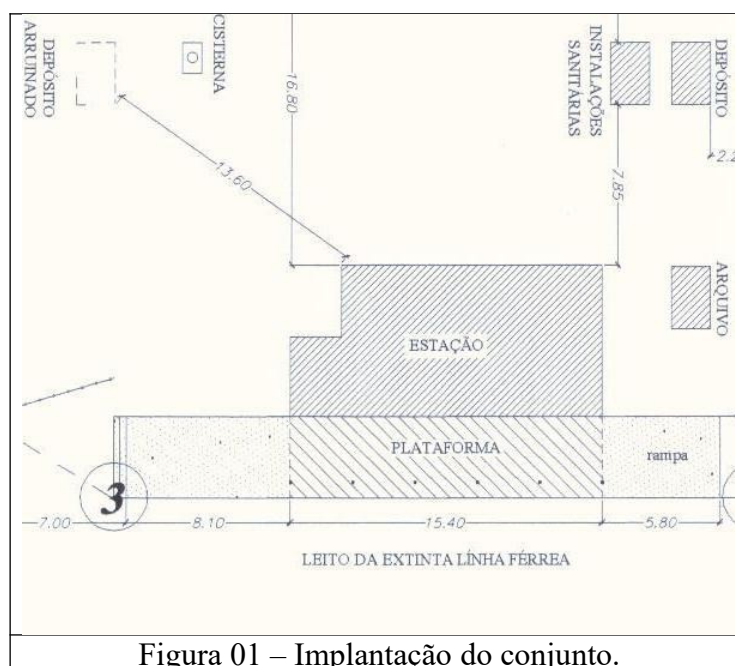 DEPÓSITO
ARRUINADO
CISTERNA
16.80
INSTALAÇÕES
SANITÁRIAS
DEPÓSITO
13.60
7.85
ARQUIVO
ESTAÇÃO
PLATAFORMA
rampa
3
7.00
8.10
15.40
5.80
LEITO DA EXTINTA LÍNHA FÉRREA
Figura 01 – Implantação do conjunto.